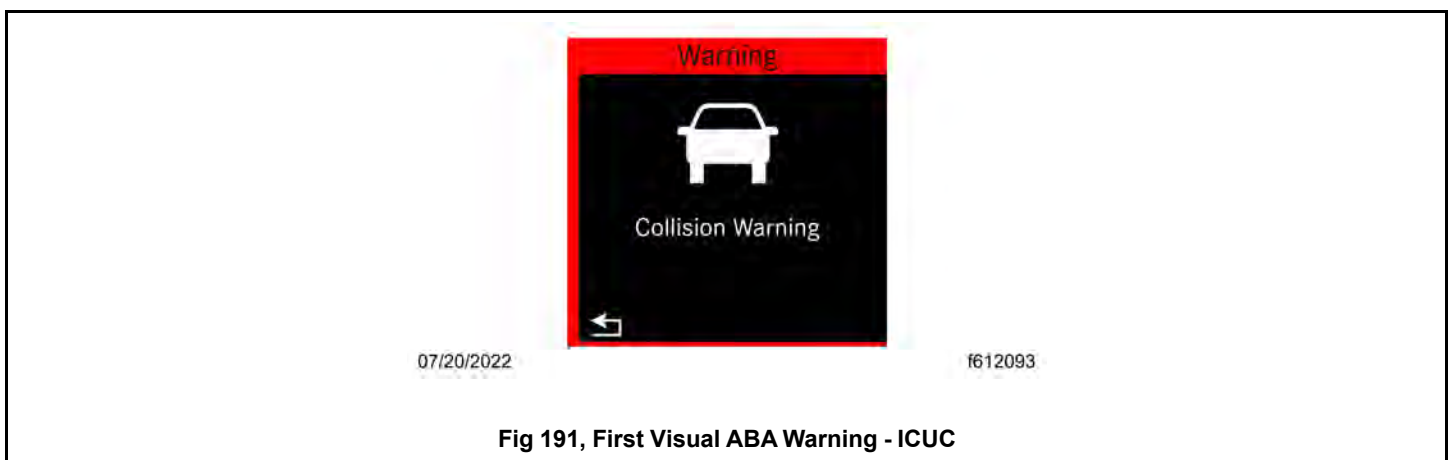 Warning
Collision Warning
07/20/2022
f612093
Fig 191, First Visual ABA Warning - ICUC